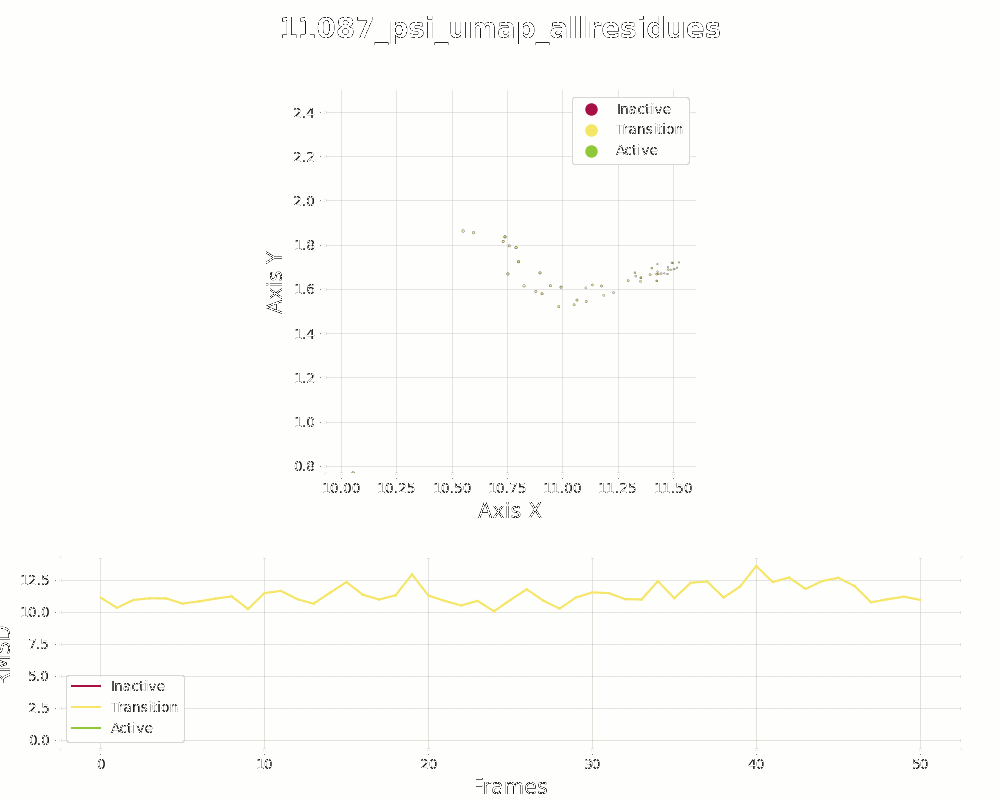 11087_psi_umap_allresidues
Inactive
Transition
Active
2.4
2.2
2.0
1.8
1.6
1.4
1.2
1.0
0.8
Axis Y
10.00 10.25 10.50 10.75 11.00 11.25 11.50
Axis X
12.5
10.0
7.5
5.0
2.5
0.0
RMSD
Inactive
Transition
Active
0 10 20 30 40 50
Frames